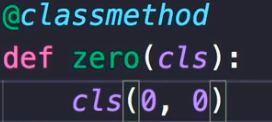 @classmethod
def zero(cls):
    cls(0, 0)